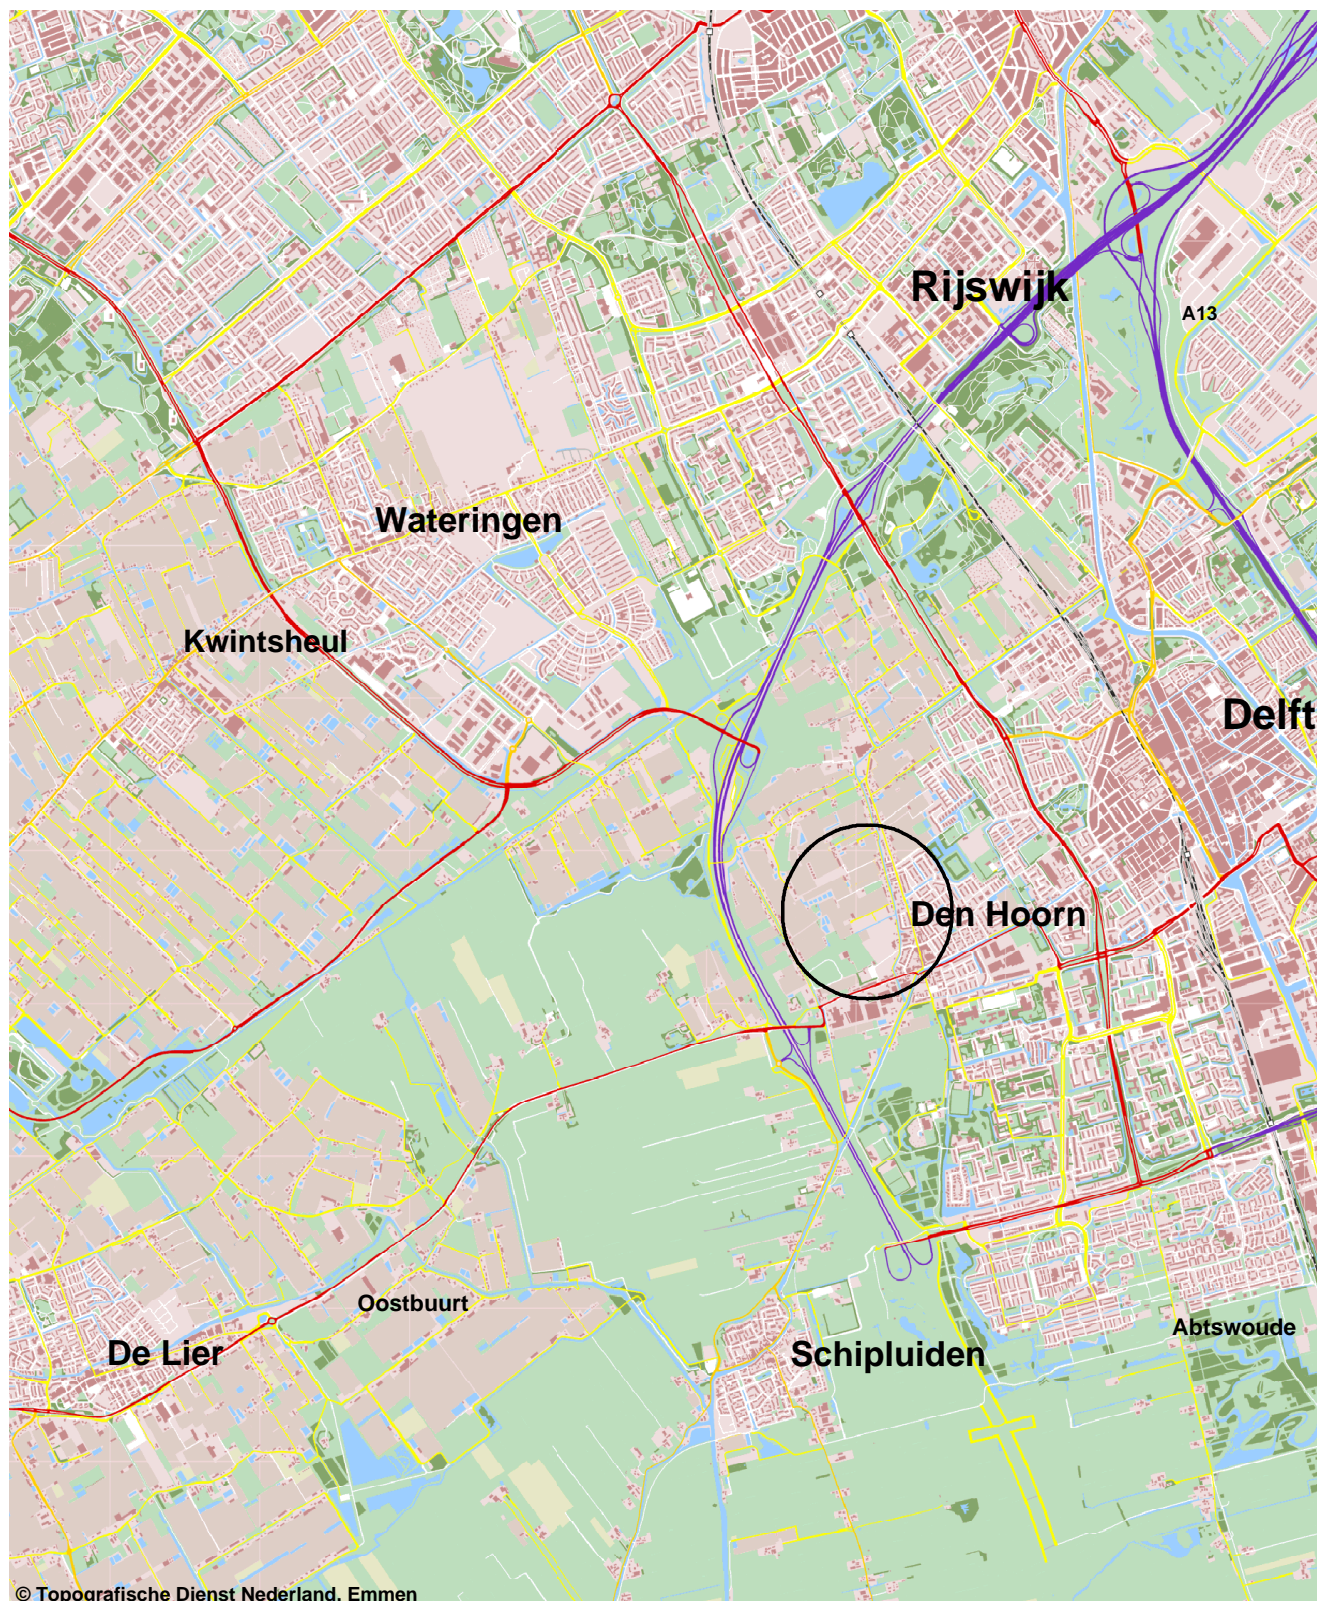 Rijswijk
A13
Wateringen
Kwintsheul
Delft
Den Hoorn
Oostbuurt
De Lier
Schipluiden
Abtswoude
© Topografische Dienst Nederland, Emmen